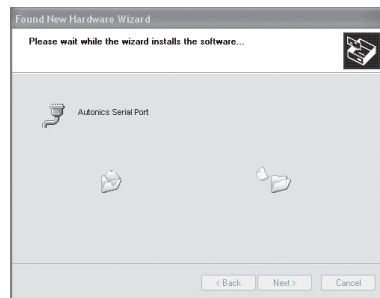 Found New Hardware Wizard
Please wait while the wizard installs the software...
Autonics Serial Port
< Back
Next >
Cancel